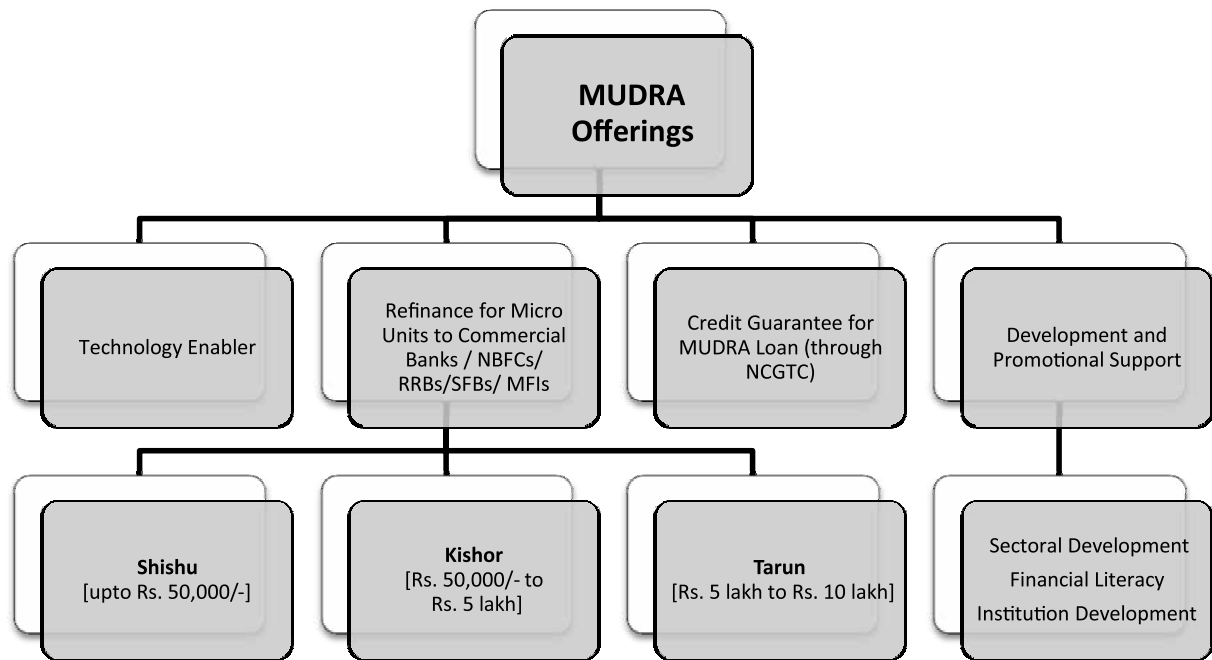 MUDRA
Offerings
Technology Enabler
Refinance for Micro
Units to Commercial
Banks / NBFCs/
RRBs/SFBs/ MFIs
Credit Guarantee for
MUDRA Loan (through
NCGTC)
Development and
Promotional Support
Shishu
[upto Rs. 50,000/-]
Kishor
[Rs. 50,000/- to
Rs. 5 lakh]
Tarun
[Rs. 5 lakh to Rs. 10 lakh]
Sectoral Development
Financial Literacy
Institution Development